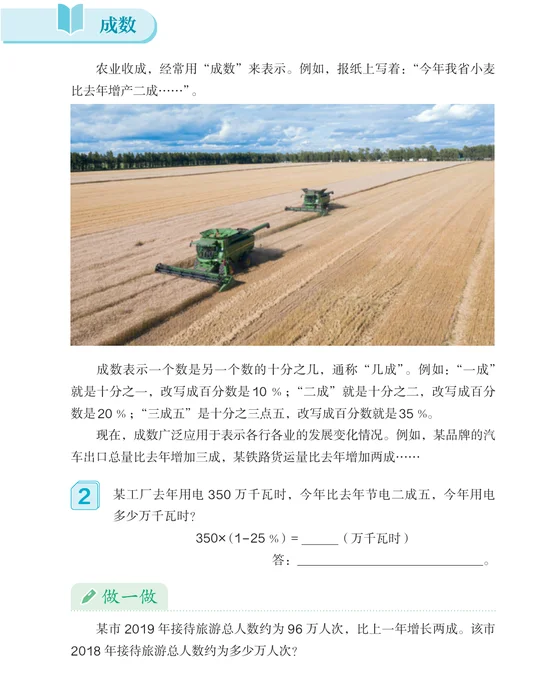 成数
农业收成，经常用“成数”来表示。例如，报纸上写着：“今年我省小麦
比去年增产二成……”。
成数表示一个数是另一个数的十分之几，通称“几成”。例如：“一成”
就是十分之一，改写成百分数是10％；“二成”就是十分之二，改写成百分
数是20％；“三成五”是十分之三点五，改写成百分数就是35％。
现在，成数广泛应用于表示各行各业的发展变化情况。例如，某品牌的汽
车出口总量比去年增加三成，某铁路货运量比去年增加两成……
2 某工厂去年用电350万千瓦时，今年比去年节电二成五，今年用电
多少万千瓦时？
350×(1−25％)=______（万千瓦时）
答：______________________________。
做一做
某市2019年接待旅游总人数约为96万人次，比上一年增长两成。该市
2018年接待旅游总人数约为多少万人次？